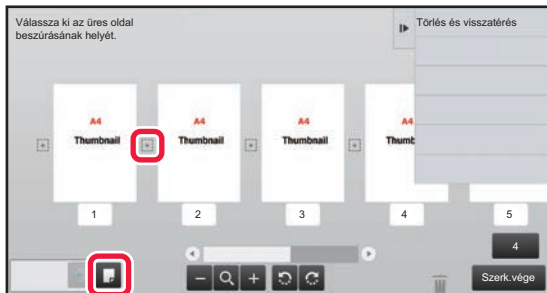 Válassza ki az üres oldal
beszúrásának helyét.
Törlés és visszatérés
A4
Thumbnail
A4
Thumbnail
A4
Thumbnail
A4
Thumb
1
2
3
4
5
4
Szerk.vége